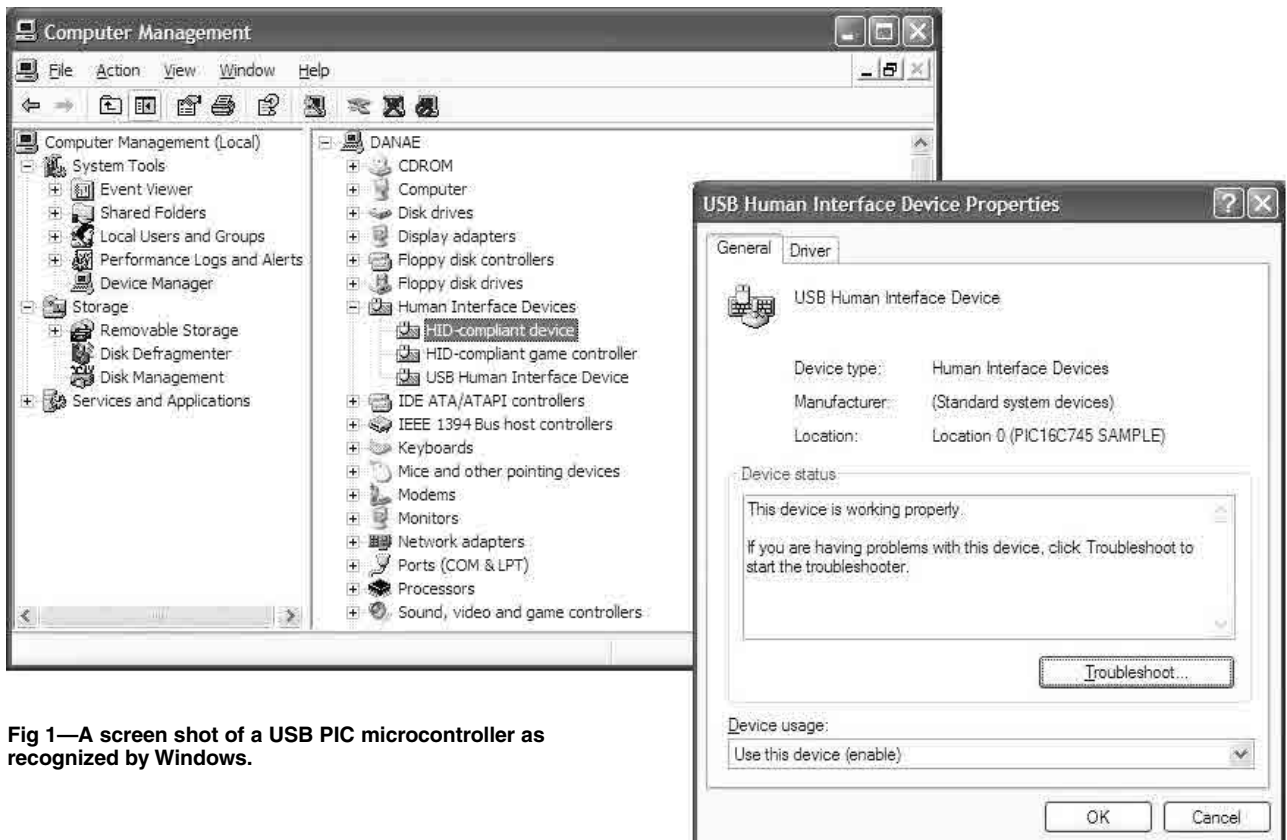 Computer Management
File Action View Window Help
Computer Management (Local)
System Tools
Event Viewer
Shared Folders
Local Users and Groups
Performance Logs and Alerts
Device Manager
Storage
Removable Storage
Disk Defragmenter
Disk Management
Services and Applications
DANAE
CDROM
Computer
Disk drives
Display adapters
Floppy disk controllers
Floppy disk drives
Human Interface Devices
HID-compliant device
HID-compliant game controller
USB Human Interface Device
IDE ATA/ATAPI controllers
IEEE 1394 Bus host controllers
Keyboards
Mice and other pointing devices
Modems
Monitors
Network adapters
Ports (COM & LPT)
Processors
Sound, video and game controllers
USB Human Interface Device Properties
General Driver
USB Human Interface Device
Device type: Human Interface Devices
Manufacturer: (Standard system devices)
Location: Location 0 (PIC16C745 SAMPLE)
Device status
This device is working properly.
If you are having problems with this device, click Troubleshoot to
start the troubleshooter.
Troubleshoot...
Device usage:
Use this device (enable)
OK Cancel
Fig 1—A screen shot of a USB PIC microcontroller as
recognized by Windows.